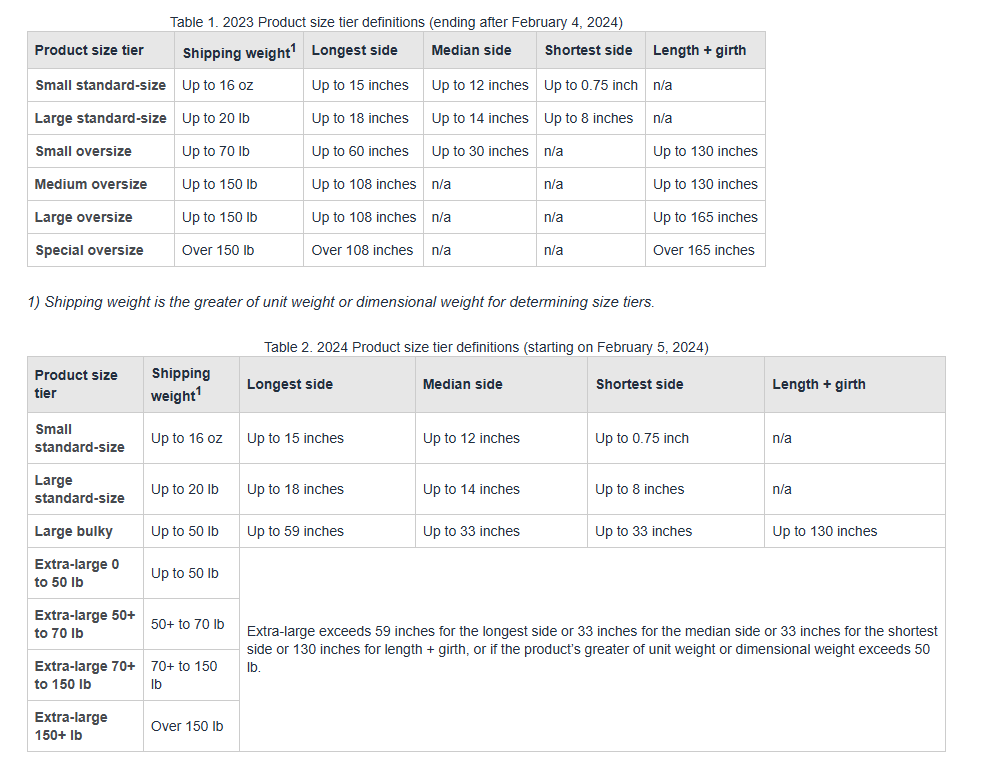 Table 1. 2023 Product size tier definitions (ending after February 4, 2024)
Product size tier Shipping weight1 Longest side Median side Shortest side Length + girth
Small standard-size Up to 16 oz Up to 15 inches Up to 12 inches Up to 0.75 inch n/a
Large standard-size Up to 20 lb Up to 18 inches Up to 14 inches Up to 8 inches n/a
Small oversize Up to 70 lb Up to 60 inches Up to 30 inches n/a Up to 130 inches
Medium oversize Up to 150 lb Up to 108 inches n/a n/a Up to 130 inches
Large oversize Up to 150 lb Up to 108 inches n/a n/a Up to 165 inches
Special oversize Over 150 lb Over 108 inches n/a n/a Over 165 inches
1) Shipping weight is the greater of unit weight or dimensional weight for determining size tiers.
Table 2. 2024 Product size tier definitions (starting on February 5, 2024)
Product size
tier
Shipping
weight1
Longest side Median side Shortest side Length + girth
Small
standard-size
Up to 16 oz Up to 15 inches Up to 12 inches Up to 0.75 inch n/a
Large
standard-size
Up to 20 lb Up to 18 inches Up to 14 inches Up to 8 inches n/a
Large bulky Up to 50 lb Up to 59 inches Up to 33 inches Up to 33 inches Up to 130 inches
Extra-large 0
to 50 lb
Up to 50 lb
Extra-large 50+
to 70 lb
50+ to 70 lb
Extra-large 70+
to 150 lb
70+ to 150
lb
Extra-large
150+ lb
Over 150 lb
Extra-large exceeds 59 inches for the longest side or 33 inches for the median side or 33 inches for the shortest
side or 130 inches for length + girth, or if the product's greater of unit weight or dimensional weight exceeds 50
lb.